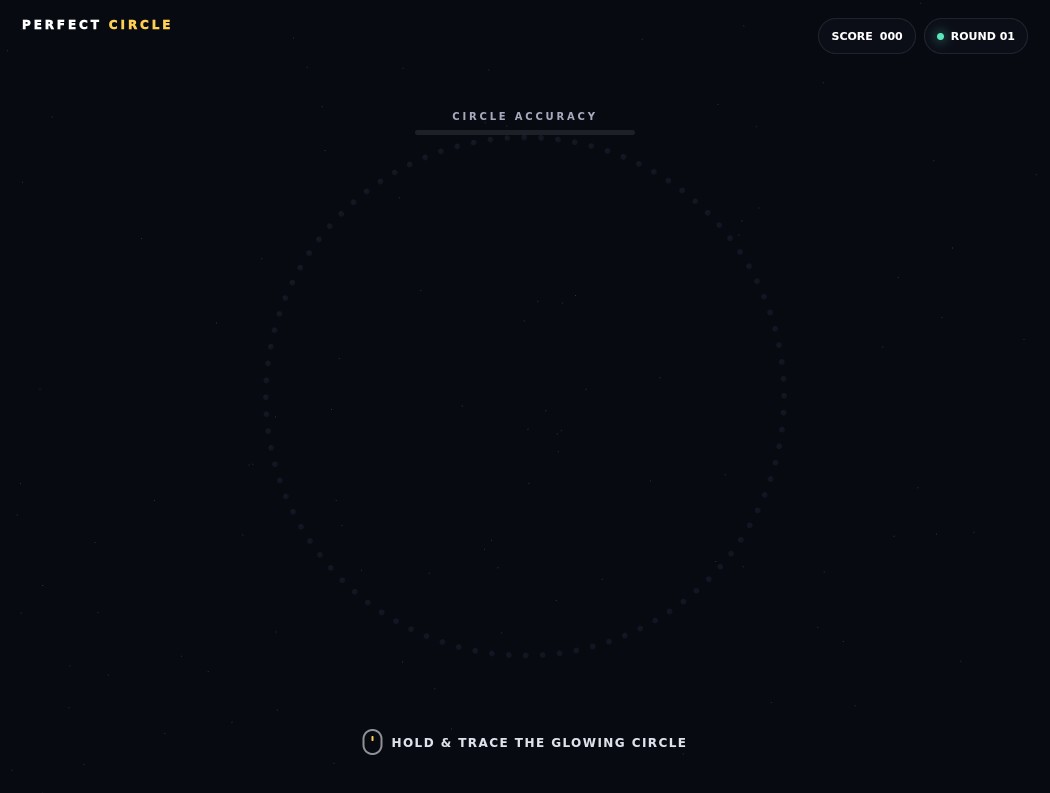 PERFECT CIRCLE
SCORE 000
ROUND 01
CIRCLE ACCURACY
HOLD & TRACE THE GLOWING CIRCLE